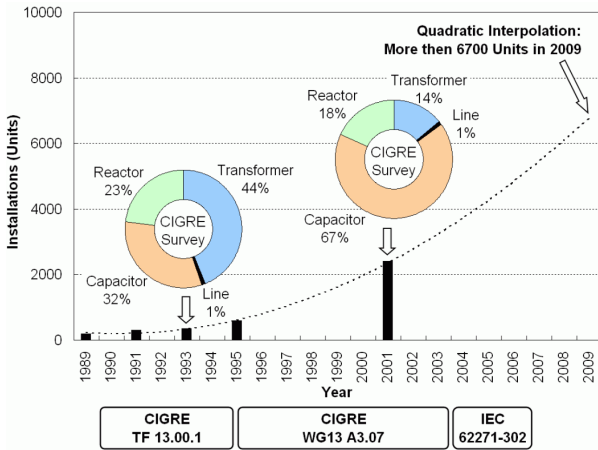 Quadratic Interpolation:
More then 6700 Units in 2009
Installations (Units)
10000
8000
6000
4000
2000
0
Reactor
23%
Transformer
44%
CIGRE
Survey
Capacitor
32%
Line
1%
Reactor
18%
Transformer
14%
Line
1%
CIGRE
Survey
Capacitor
67%
1989
1990
1991
1992
1993
1994
1995
1996
1997
1998
1999
2000
2001
2002
2003
2004
2005
2006
2007
2008
2009
Year
CIGRE
TF 13.00.1
CIGRE
WG13 A3.07
IEC
62271-302